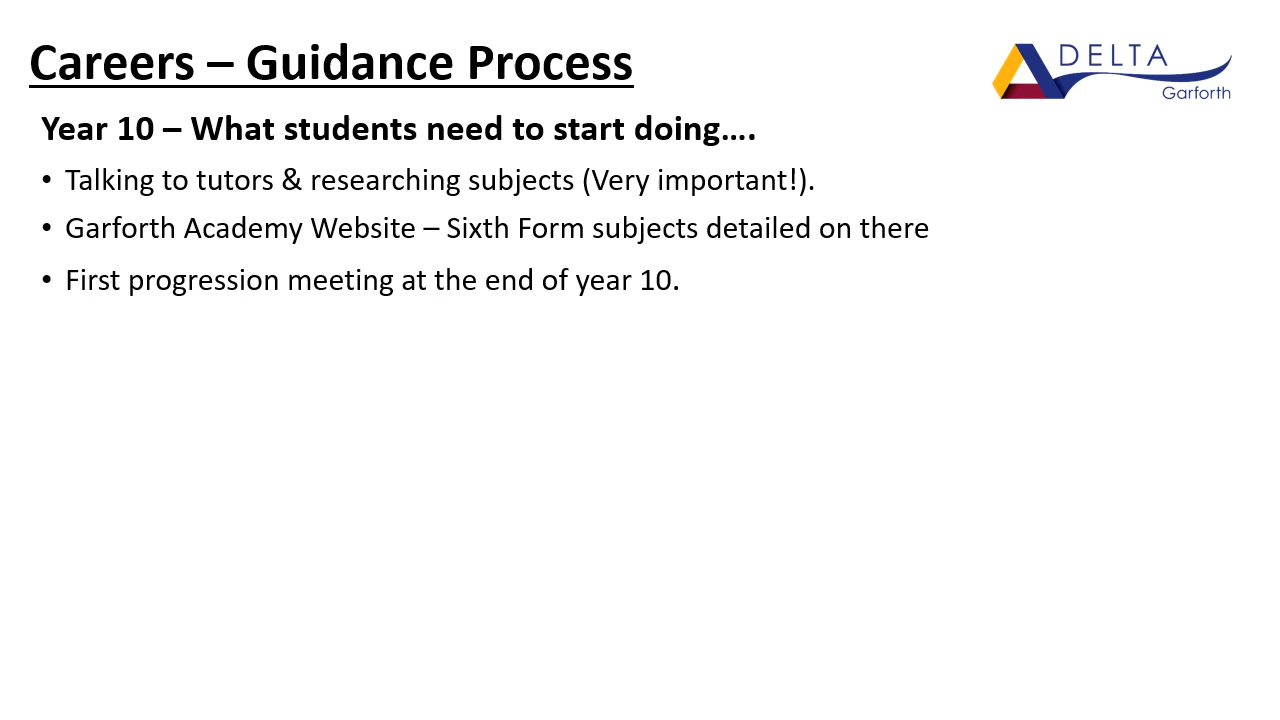 Careers – Guidance Process
DELTA
Garforth
Year 10 – What students need to start doing….
• Talking to tutors & researching subjects (Very important!).
• Garforth Academy Website – Sixth Form subjects detailed on there
• First progression meeting at the end of year 10.